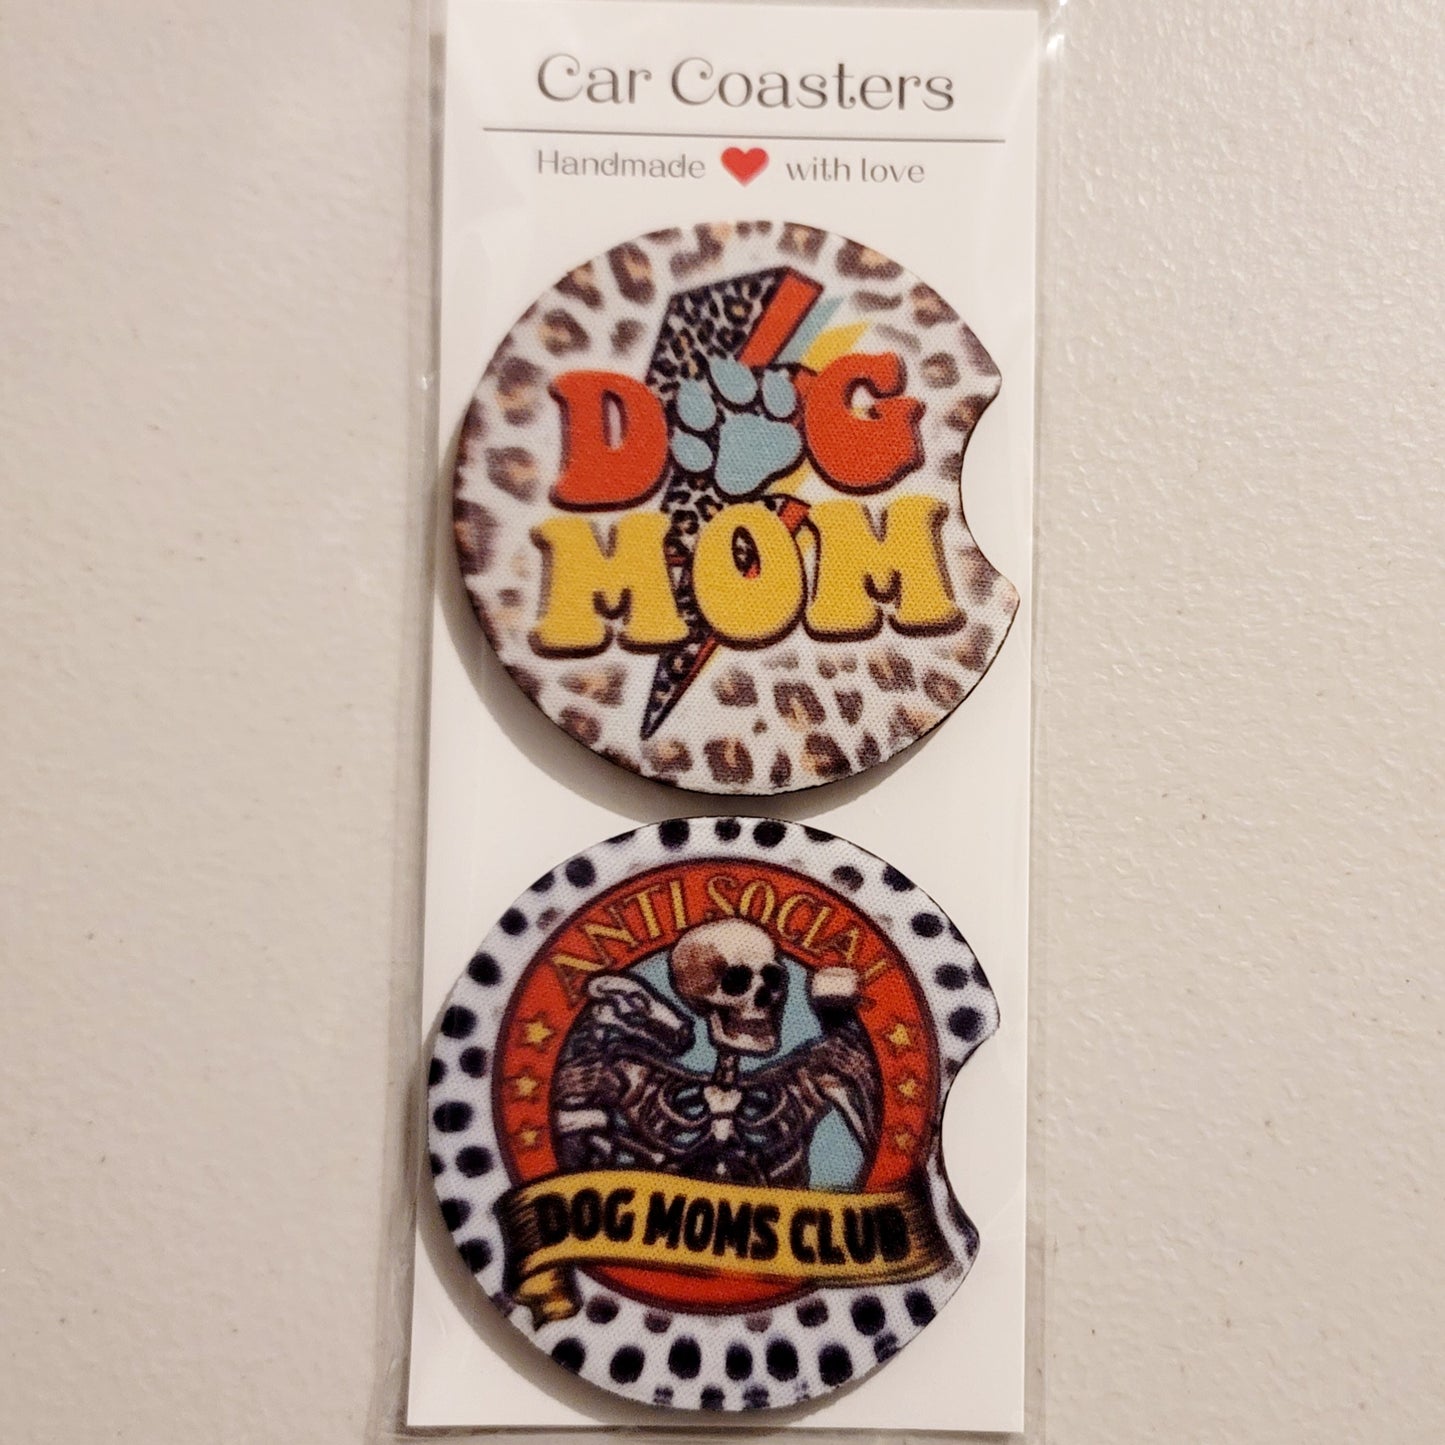 Car Coasters
Handmade ❤ with love
DOG
MOM
ANTI SOCIAL
DOG MOMS CLUB